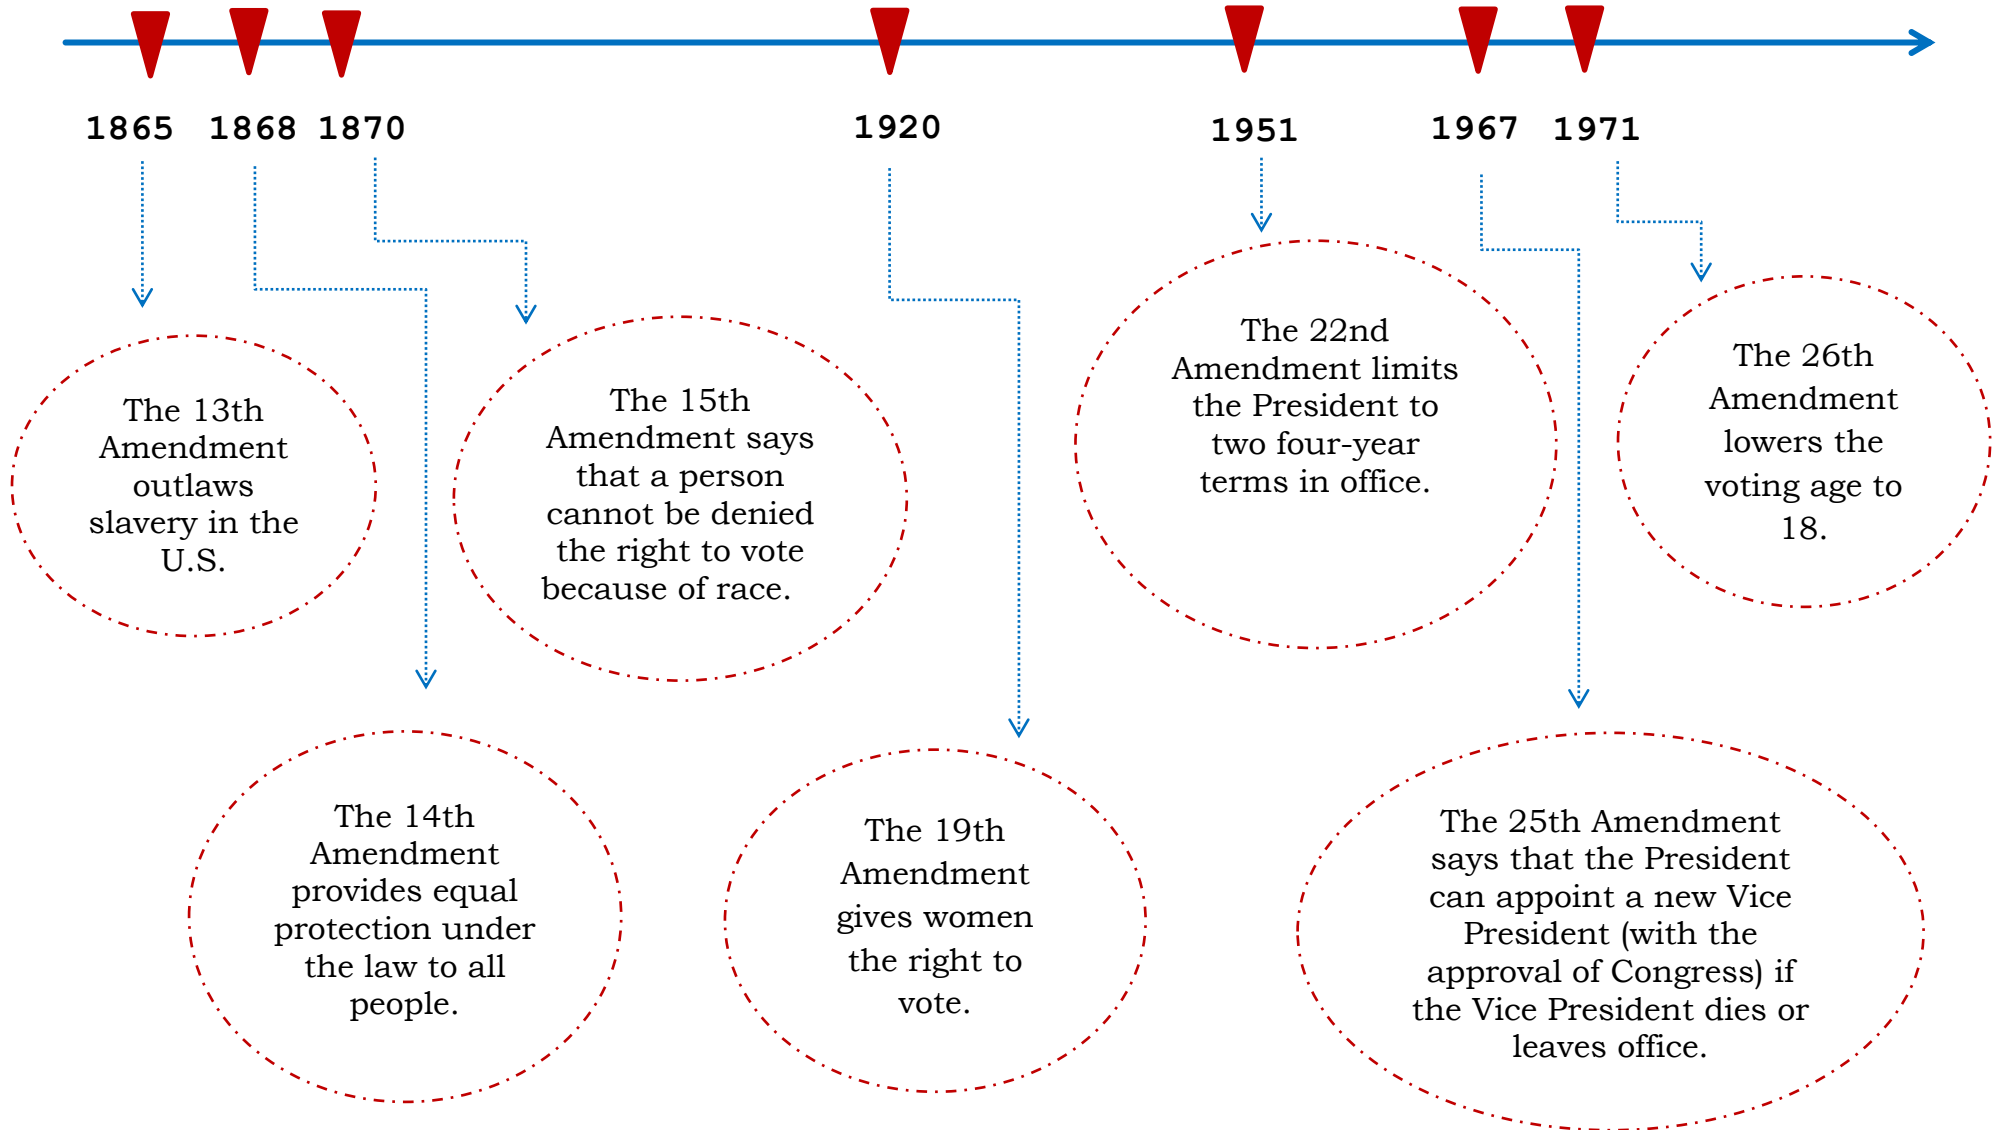 1865 1868 1870 1920 1951 1967 1971
The 13th
Amendment
outlaws
slavery in the
U.S.
The 15th
Amendment says
that a person
cannot be denied
the right to vote
because of race.
The 22nd
Amendment limits
the President to
two four-year
terms in office.
The 26th
Amendment
lowers the
voting age to
18.
The 14th
Amendment
provides equal
protection under
the law to all
people.
The 19th
Amendment
gives women
the right to
vote.
The 25th Amendment
says that the President
can appoint a new Vice
President (with the
approval of Congress) if
the Vice President dies or
leaves office.